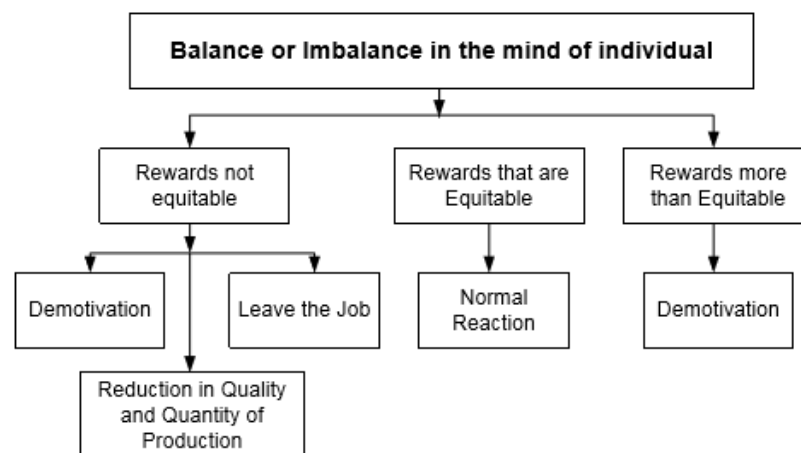 Balance or Imbalance in the mind of individual
Rewards not
equitable
Rewards that are
Equitable
Rewards more
than Equitable
Demotivation
Leave the Job
Normal
Reaction
Demotivation
Reduction in Quality
and Quantity of
Production